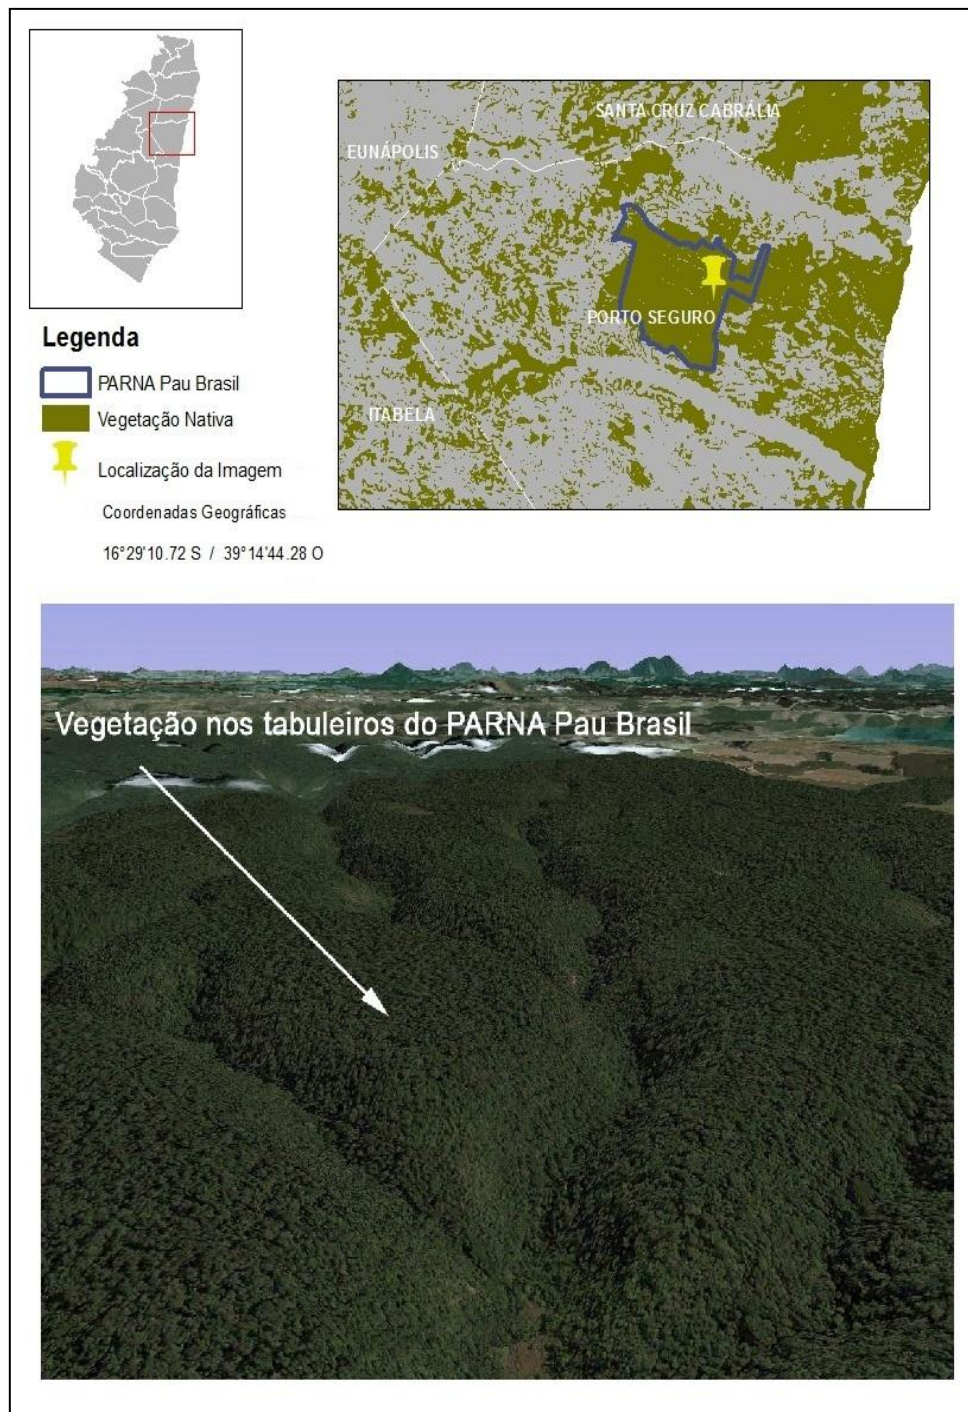 SANTA CRUZ CABRÁLIA
EUNÁPOLIS
PORTO SEGURO
ITABELA
Legenda
PARNA Pau Brasil
Vegetação Nativa
Localização da Imagem
Coordenadas Geográficas
16°29'10.72 S / 39°14'44.28 O
Vegetação nos tabuleiros do PARNA Pau Brasil